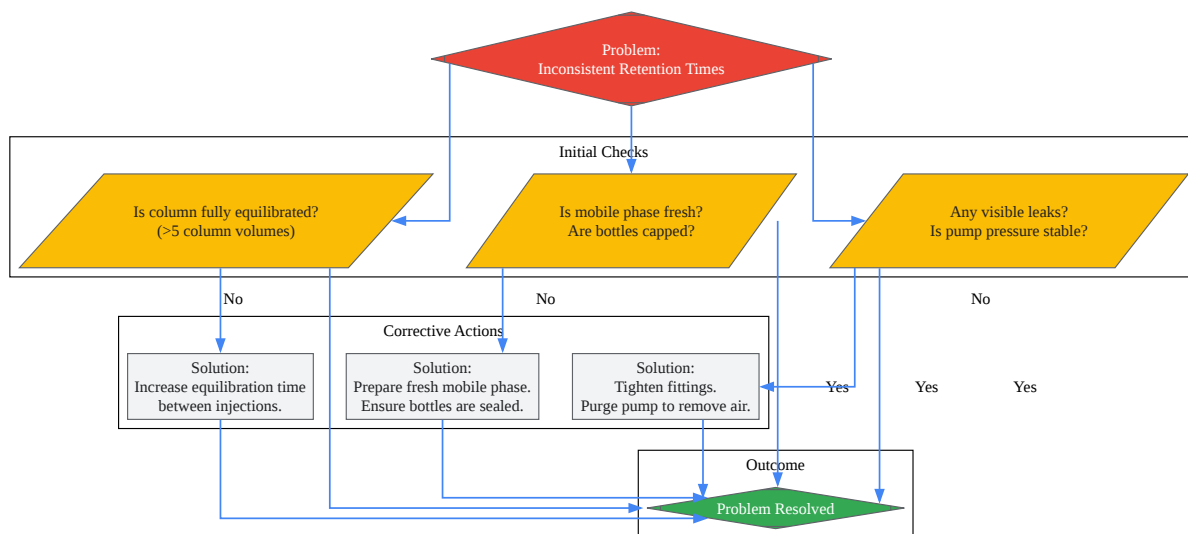 Problem:
Inconsistent Retention Times
Initial Checks
Is column fully equilibrated?
(>5 column volumes)
Is mobile phase fresh?
Are bottles capped?
Any visible leaks?
Is pump pressure stable?
No
No
No
Corrective Actions
Solution:
Increase equilibration time
between injections.
Solution:
Prepare fresh mobile phase.
Ensure bottles are sealed.
Solution:
Tighten fittings.
Purge pump to remove air.
Yes
Yes
Yes
Outcome
Problem Resolved